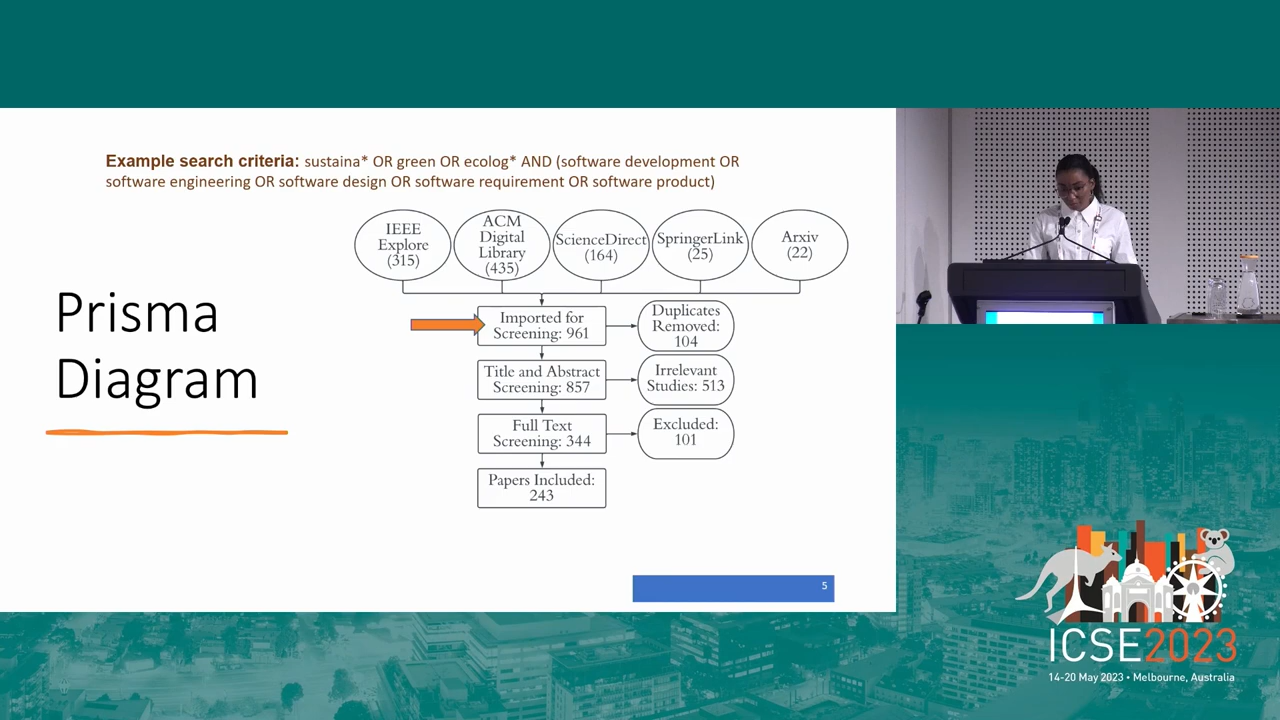 Example search criteria: sustaina* OR green OR ecolog* AND (software development OR
software engineering OR software design OR software requirement OR software product)
Prisma
Diagram
IEEE
Explore
(315)
ACM
Digital
Library
(435)
ScienceDirect
(164)
SpringerLink
(25)
Arxiv
(22)
Imported for
Screening: 961
Duplicates
Removed:
104
Title and Abstract
Screening: 857
Irrelevant
Studies: 513
Full Text
Screening: 344
Excluded:
101
Papers Included:
243
5
ICSE2023
14-20 May 2023 • Melbourne, Australia